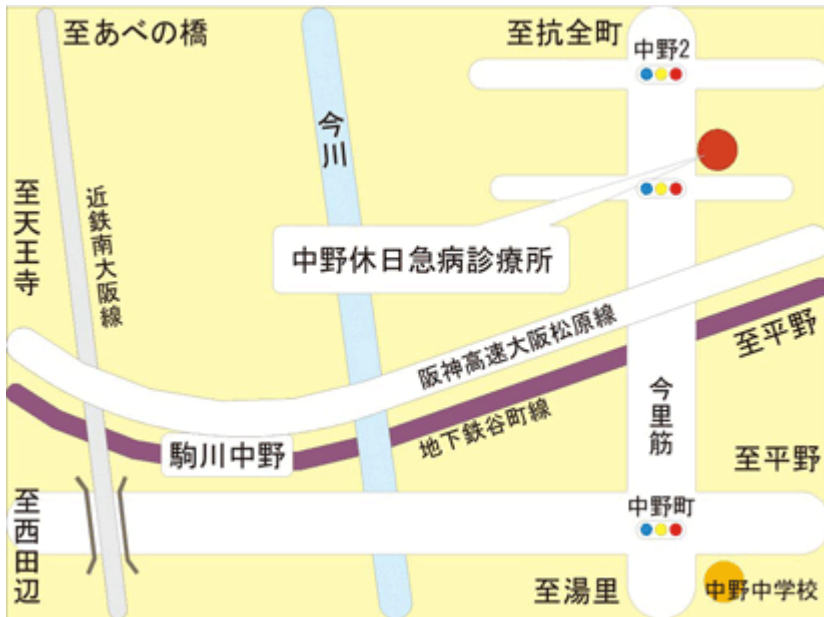 至あべの橋
至杭全町
中野2
今川
至天王寺
近鉄南大阪線
中野休日急病診療所
阪神高速大阪松原線
至平野
地下鉄谷町線
今里筋
駒川中野
至平野
至西田辺
中野町
至湯里
中野中学校